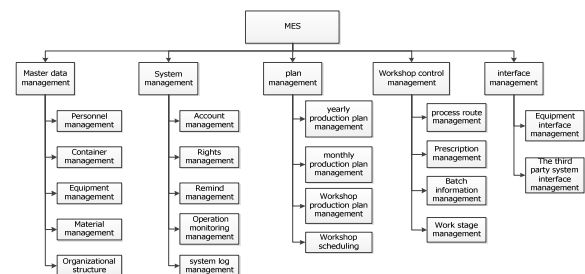 MES
Master data
management
System
management
plan
management
Workshop control
management
interface
management
Personnel
management
Container
management
Equipment
management
Material
management
Organizational
structure
Account
management
Rights
management
Remind
management
Operation
monitoring
management
system log
management
yearly
production plan
management
monthly
production plan
management
Workshop
production plan
management
Workshop
scheduling
process route
management
Prescription
management
Batch
information
management
Work stage
management
Equipment
interface
management
The third
party system
interface
management